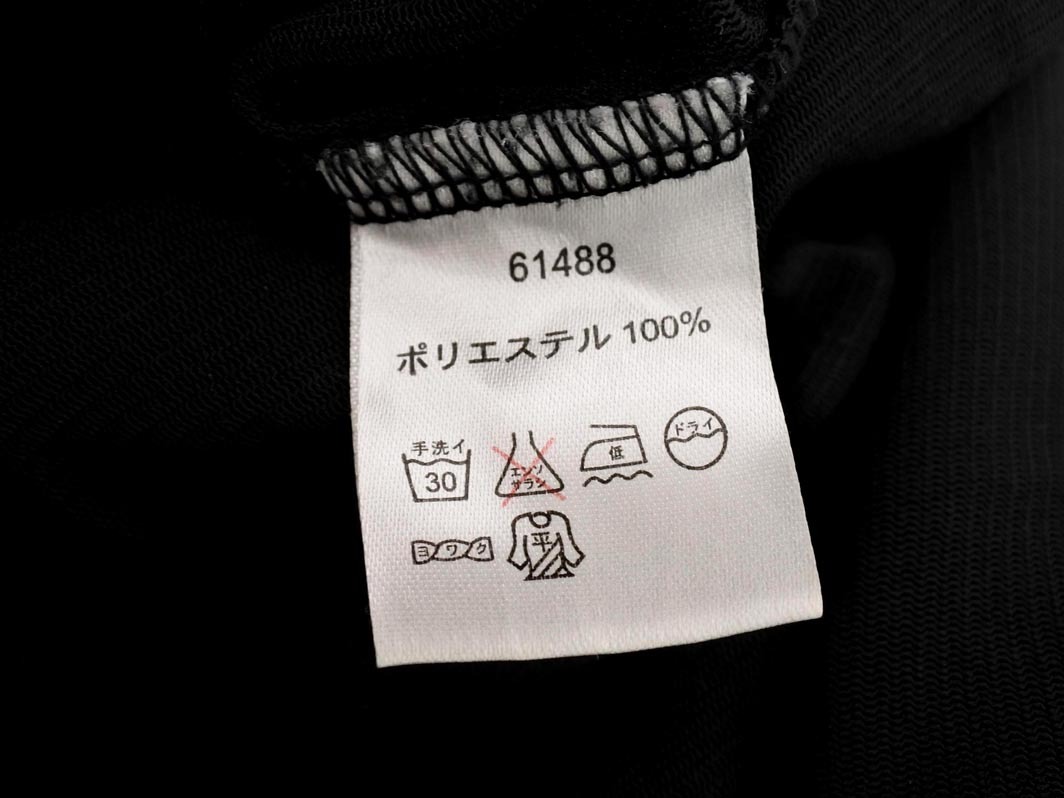 61488
ポリエステル 100%
手洗イ
30
エンソ
サラシ
低
ドライ
ヨワク
平